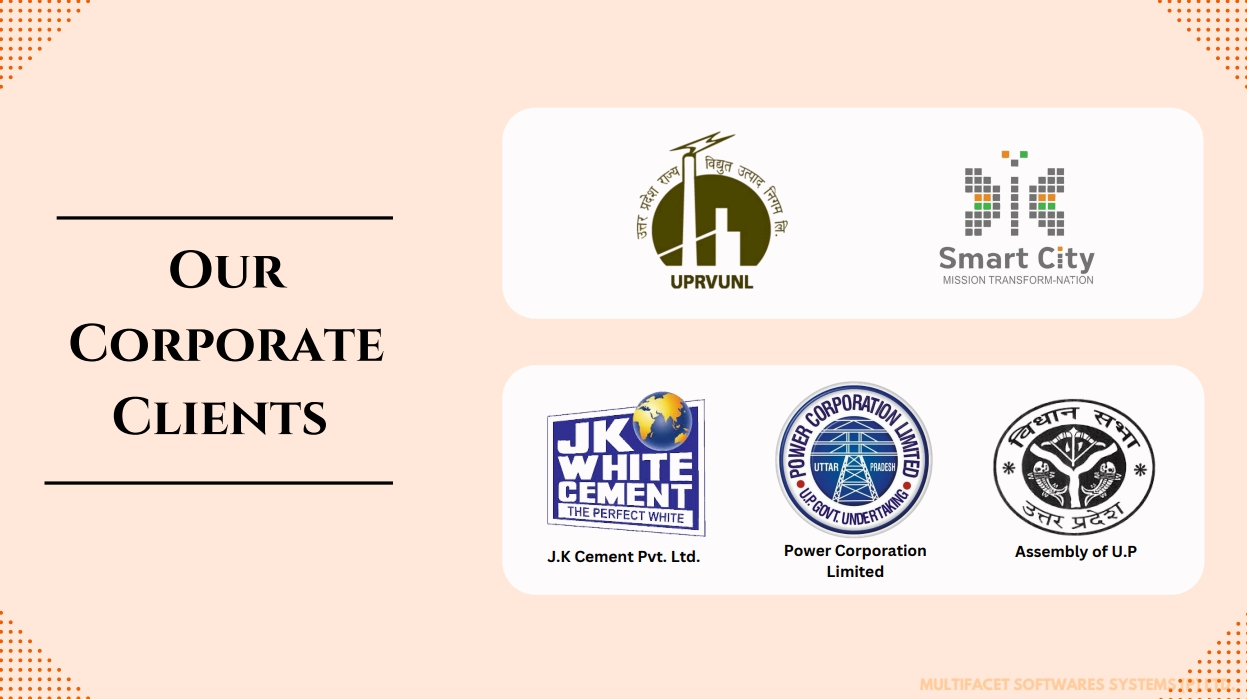 OUR
CORPORATE
CLIENTS
उत्तर प्रदेश राज्य विद्युत उत्पाद निगम लि.
UPRVUNL
Smart City
MISSION TRANSFORM-NATION
JK
WHITE
CEMENT
THE PERFECT WHITE
J.K Cement Pvt. Ltd.
POWER CORPORATION LIMITED
UTTAR PRADESH
U.P. GOVT. UNDERTAKING
Power Corporation
Limited
विधान सभा
उत्तर प्रदेश
Assembly of U.P
MULTIFACET SOFTWARES SYSTEMS